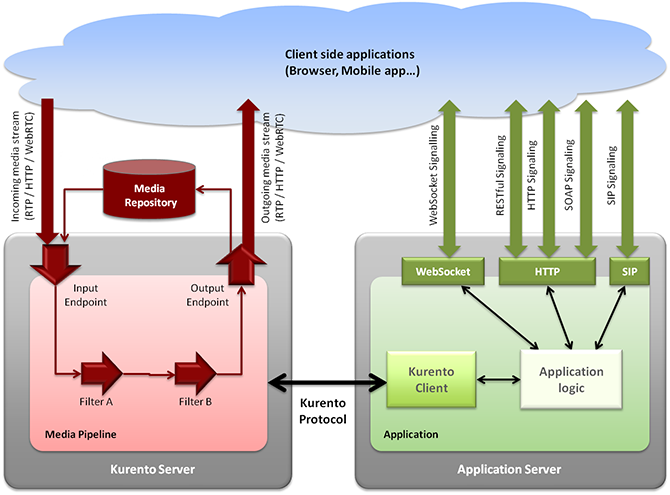 Client side applications
(Browser, Mobile app...)
Incoming media stream
(RTP / HTTP / WebRTC)
Outgoing media stream
(RTP / HTTP / WebRTC)
Media
Repository
WebSocket Signalling
RESTful Signaling
HTTP Signaling
SOAP Signaling
SIP Signaling
WebSocket
HTTP
SIP
Input
Endpoint
Output
Endpoint
Filter A
Filter B
Media Pipeline
Kurento Server
Kurento
Protocol
Kurento
Client
Application
logic
Application
Application Server